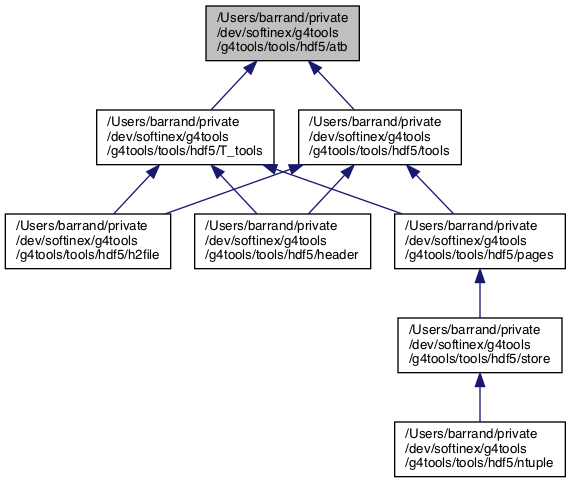 /Users/barrand/private
/dev/softinex/g4tools
/g4tools/tools/hdf5/atb
/Users/barrand/private
/dev/softinex/g4tools
/g4tools/tools/hdf5/T_tools
/Users/barrand/private
/dev/softinex/g4tools
/g4tools/tools/hdf5/tools
/Users/barrand/private
/dev/softinex/g4tools
/g4tools/tools/hdf5/h2file
/Users/barrand/private
/dev/softinex/g4tools
/g4tools/tools/hdf5/header
/Users/barrand/private
/dev/softinex/g4tools
/g4tools/tools/hdf5/pages
/Users/barrand/private
/dev/softinex/g4tools
/g4tools/tools/hdf5/store
/Users/barrand/private
/dev/softinex/g4tools
/g4tools/tools/hdf5/ntuple